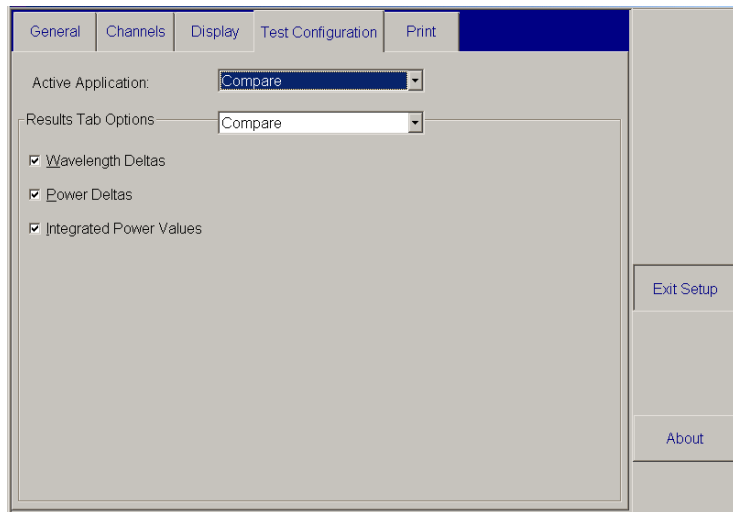 General Channels Display Test Configuration Print
Active Application: Compare
Results Tab Options Compare
Wavelength Deltas
Power Deltas
Integrated Power Values
Exit Setup
About